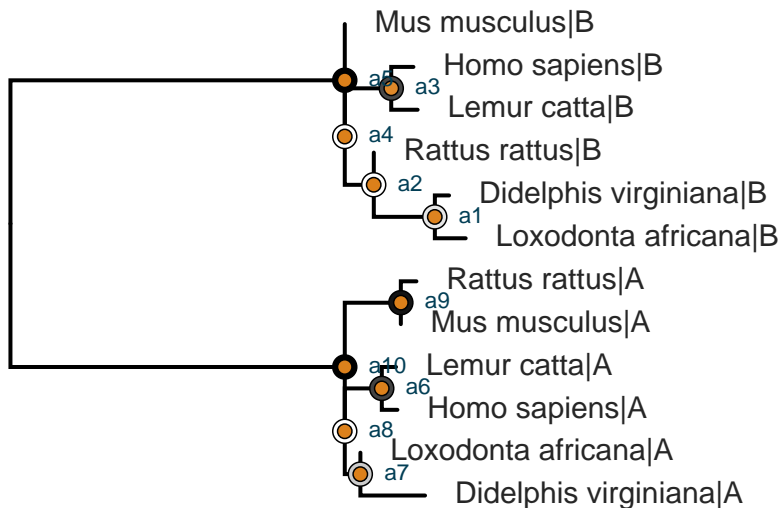 Mus musculus|B
Homo sapiens|B
a5
a3
Lemur catta|B
a4
Rattus rattus|B
a2
Didelphis virginiana|B
a1
Loxodonta africana|B
Rattus rattus|A
a9
Mus musculus|A
a10
Lemur catta|A
a6
Homo sapiens|A
a8
Loxodonta africana|A
a7
Didelphis virginiana|A